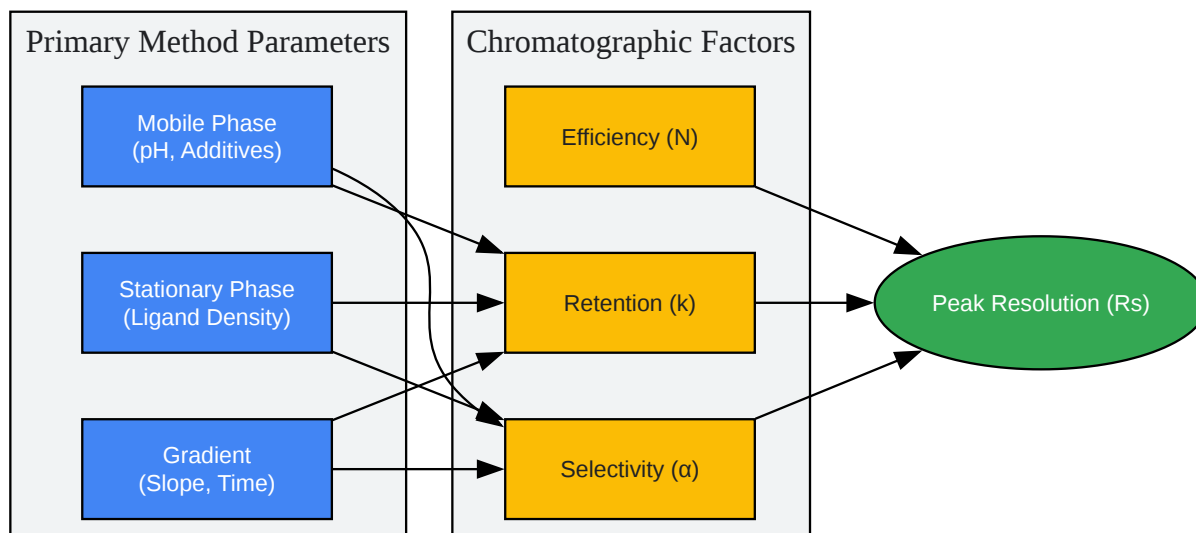 Primary Method Parameters
Mobile Phase
(pH, Additives)
Stationary Phase
(Ligand Density)
Gradient
(Slope, Time)
Chromatographic Factors
Efficiency (N)
Retention (k)
Selectivity (α)
Peak Resolution (Rs)